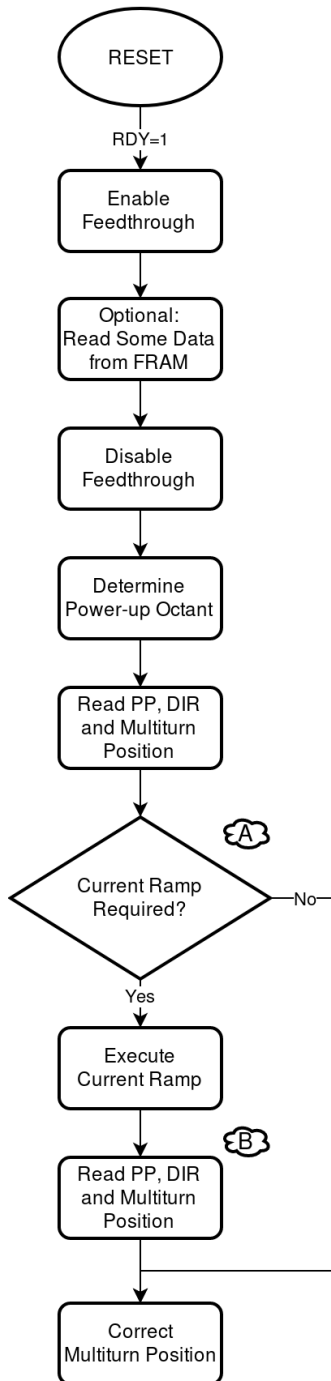 RESET
RDY=1
Enable
Feedthrough
Optional:
Read Some Data
from FRAM
Disable
Feedthrough
Determine
Power-up Octant
Read PP, DIR
and Multiturn
Position
A
Current Ramp
Required?
No
Yes
Execute
Current Ramp
B
Read PP, DIR
and Multiturn
Position
Correct
Multiturn Position